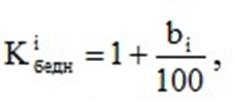 K^i_бедн = 1 + b_i/100,